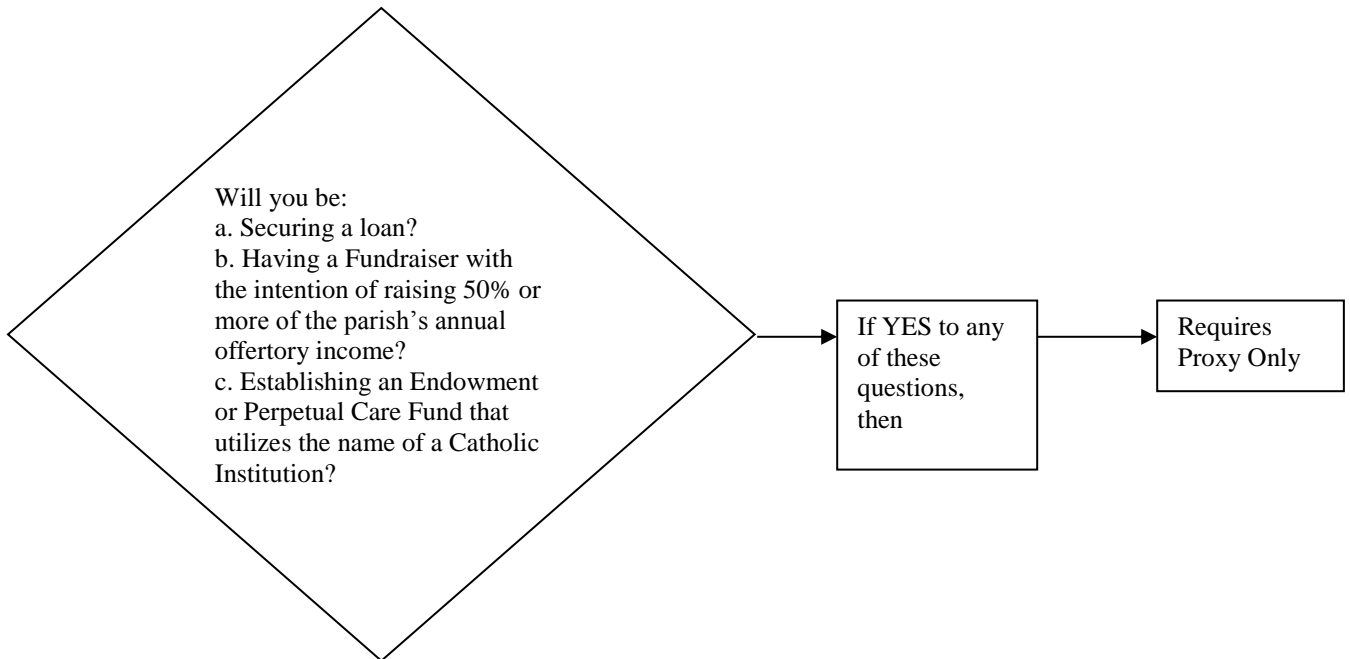 Will you be:
a. Securing a loan?
b. Having a Fundraiser with
the intention of raising 50% or
more of the parish’s annual
offertory income?
c. Establishing an Endowment
or Perpetual Care Fund that
utilizes the name of a Catholic
Institution?
If YES to any
of these
questions,
then
Requires
Proxy Only